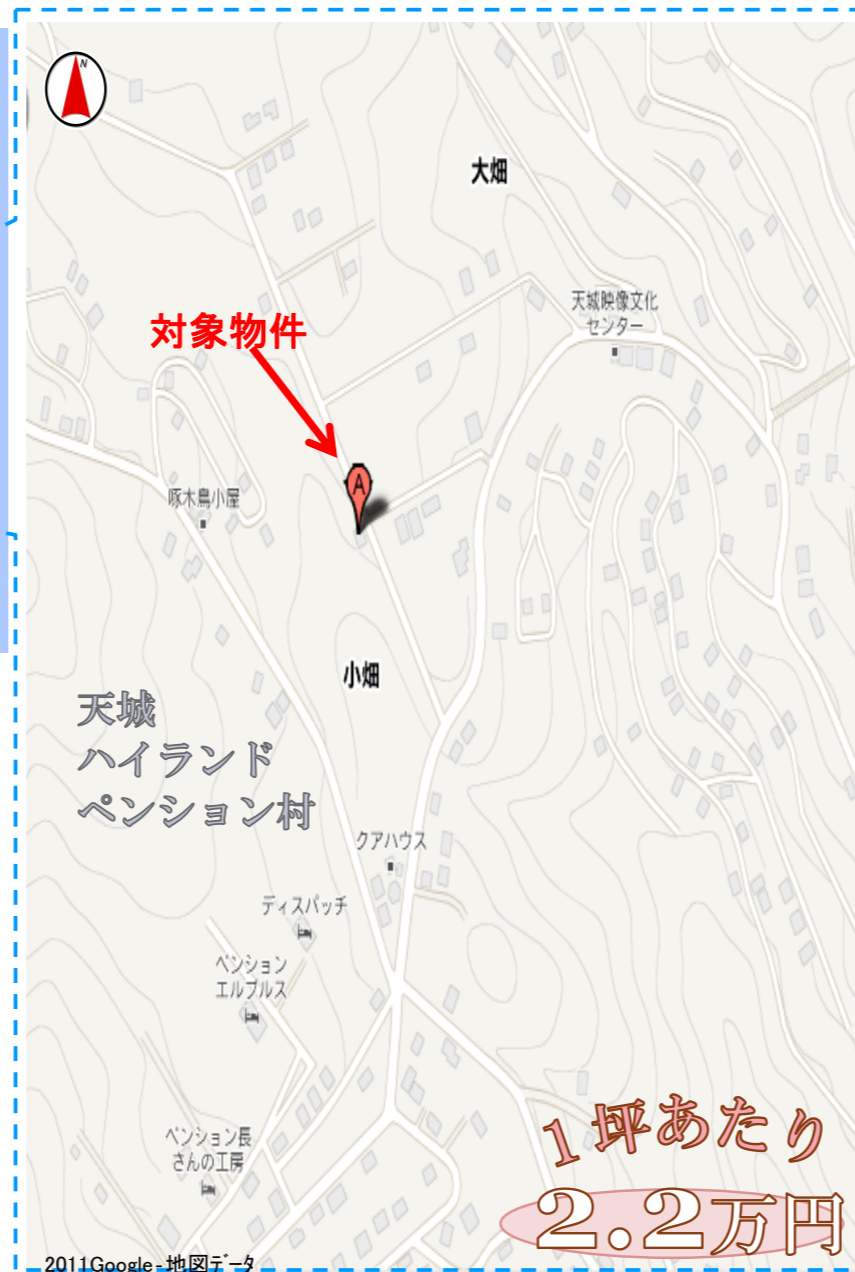 N
大畑
天城映像文化
センター
対象物件
A
啄木鳥小屋
小畑
天城
ハイランド
ペンション村
クアハウス
ディスパッチ
ペンション
エルブルス
ペンション長
さんの工房
1坪あたり
2.2万円
2011Google-地図データ